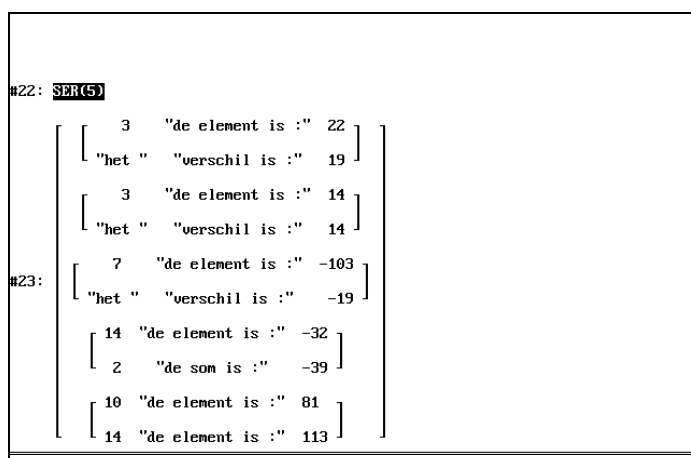 #22: SER(5)
3 "de element is :" 22
"het " "verschil is :" 19
3 "de element is :" 14
"het " "verschil is :" 14
#23:
7 "de element is :" -103
"het " "verschil is :" -19
14 "de element is :" -32
2 "de som is :" -39
10 "de element is :" 81
14 "de element is :" 113